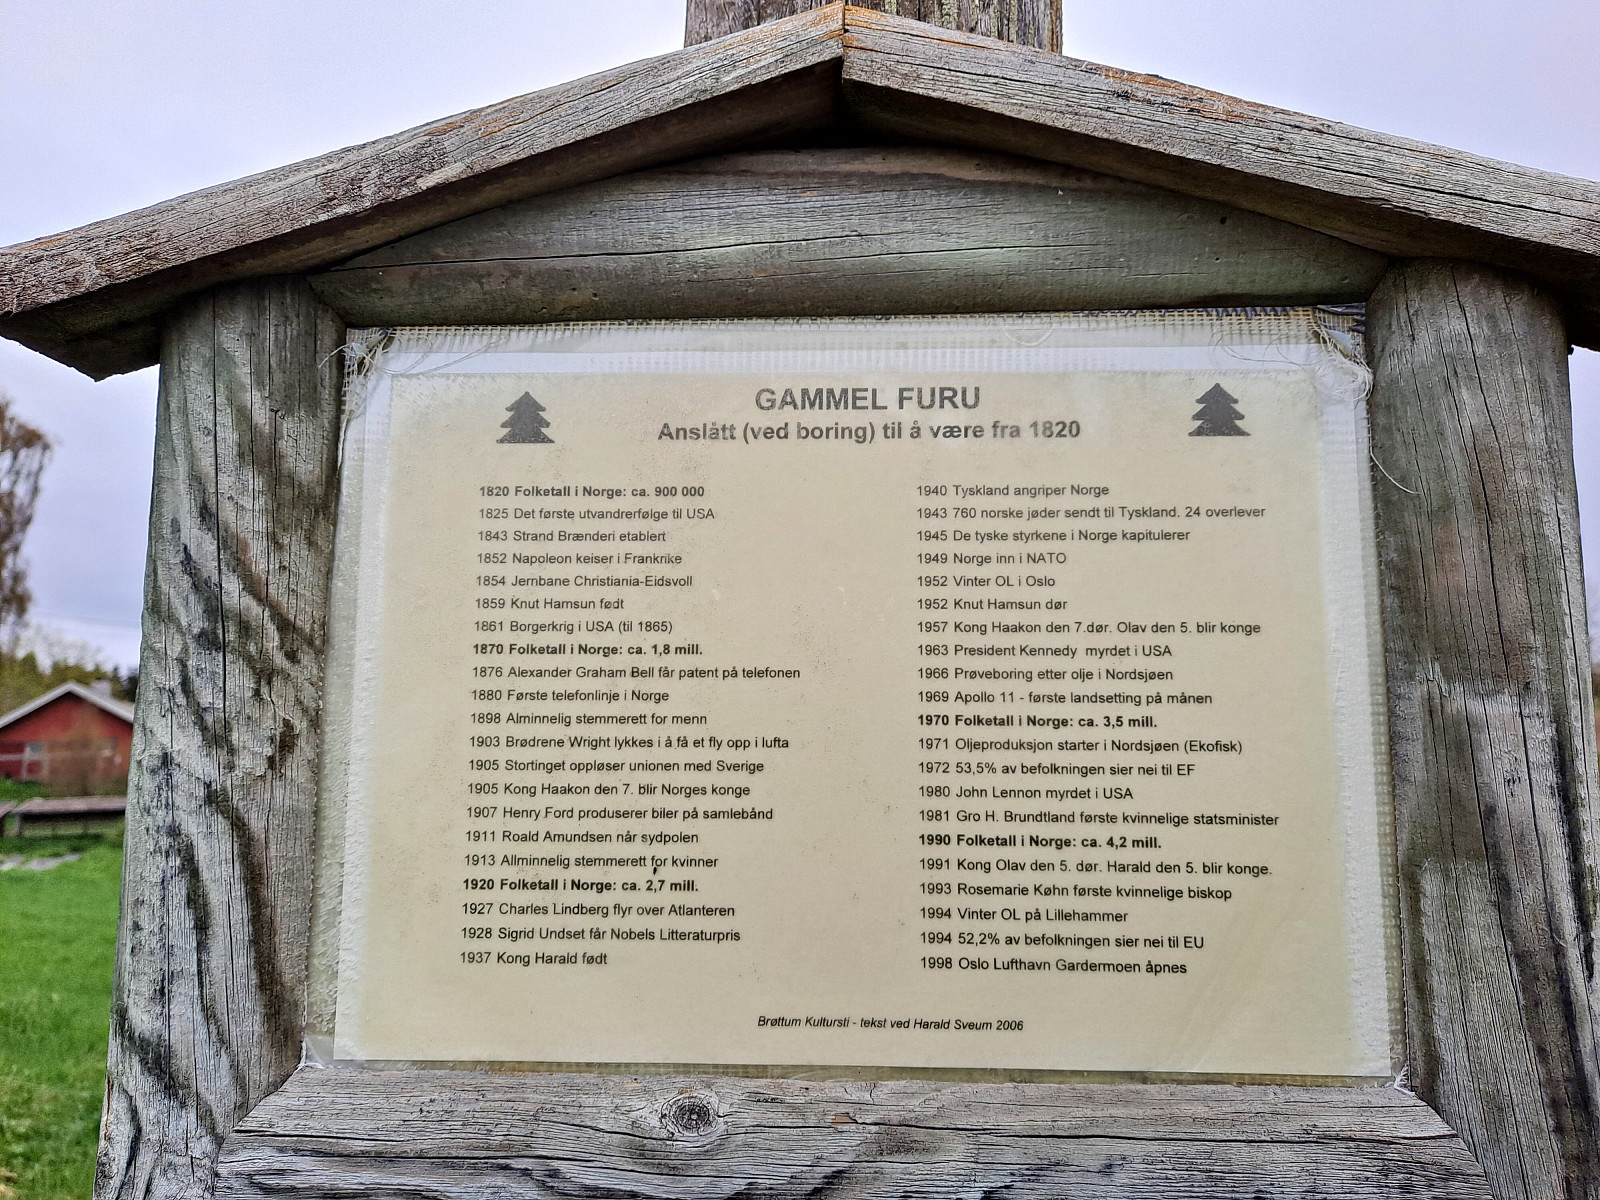 GAMMEL FURU
Anslått (ved boring) til å være fra 1820
1820 Folketall i Norge: ca. 900 000
1825 Det første utvandrerfølge til USA
1843 Strand Brænderi etablert
1852 Napoleon keiser i Frankrike
1854 Jernbane Christiania-Eidsvoll
1859 Knut Hamsun født
1861 Borgerkrig i USA (til 1865)
1870 Folketall i Norge: ca. 1,8 mill.
1876 Alexander Graham Bell får patent på telefonen
1880 Første telefonlinje i Norge
1898 Alminnelig stemmerett for menn
1903 Brødrene Wright lykkes i å få et fly opp i lufta
1905 Stortinget oppløser unionen med Sverige
1905 Kong Haakon den 7. blir Norges konge
1907 Henry Ford produserer biler på samlebånd
1911 Roald Amundsen når sydpolen
1913 Allminnelig stemmerett for kvinner
1920 Folketall i Norge: ca. 2,7 mill.
1927 Charles Lindberg flyr over Atlanteren
1928 Sigrid Undset får Nobels Litteraturpris
1937 Kong Harald født
1940 Tyskland angriper Norge
1943 760 norske jøder sendt til Tyskland. 24 overlever
1945 De tyske styrkene i Norge kapitulerer
1949 Norge inn i NATO
1952 Vinter OL i Oslo
1952 Knut Hamsun dør
1957 Kong Haakon den 7.dør. Olav den 5. blir konge
1963 President Kennedy myrdet i USA
1966 Prøveboring etter olje i Nordsjøen
1969 Apollo 11 - første landsetting på månen
1970 Folketall i Norge: ca. 3,5 mill.
1971 Oljeproduksjon starter i Nordsjøen (Ekofisk)
1972 53,5% av befolkningen sier nei til EF
1980 John Lennon myrdet i USA
1981 Gro H. Brundtland første kvinnelige statsminister
1990 Folketall i Norge: ca. 4,2 mill.
1991 Kong Olav den 5. dør. Harald den 5. blir konge.
1993 Rosemarie Køhn første kvinnelige biskop
1994 Vinter OL på Lillehammer
1994 52,2% av befolkningen sier nei til EU
1998 Oslo Lufthavn Gardermoen åpnes
Brøttum Kultursti - tekst ved Harald Sveum 2006